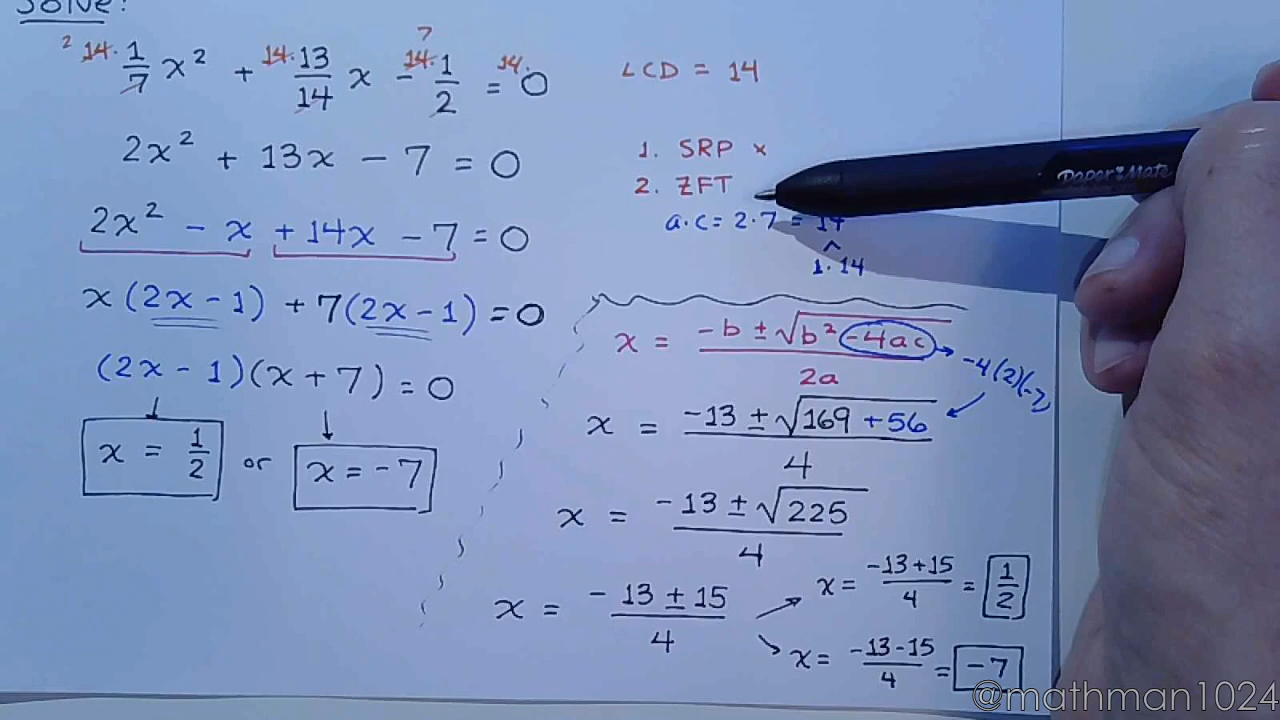 SOLVE:
2 14· 1/7 x² + 14· 13/14 x - 7 14· 1/2 = 14· 0
2x² + 13x - 7 = 0
2x² - x + 14x - 7 = 0
x(2x - 1) + 7(2x - 1) = 0
(2x - 1)(x + 7) = 0
x = 1/2 or x = -7
LCD = 14
1. SRP x
2. ZFT
a·c = 2·7 = 14
^
1·14
x = (-b ± √(b² - 4ac))/2a → -4(2)(-7)
x = (-13 ± √(169 + 56))/4
x = (-13 ± √225)/4
x = (-13 ± 15)/4
x = (-13 + 15)/4 = 1/2
x = (-13 - 15)/4 = -7
Paper Mate
@mathman1024